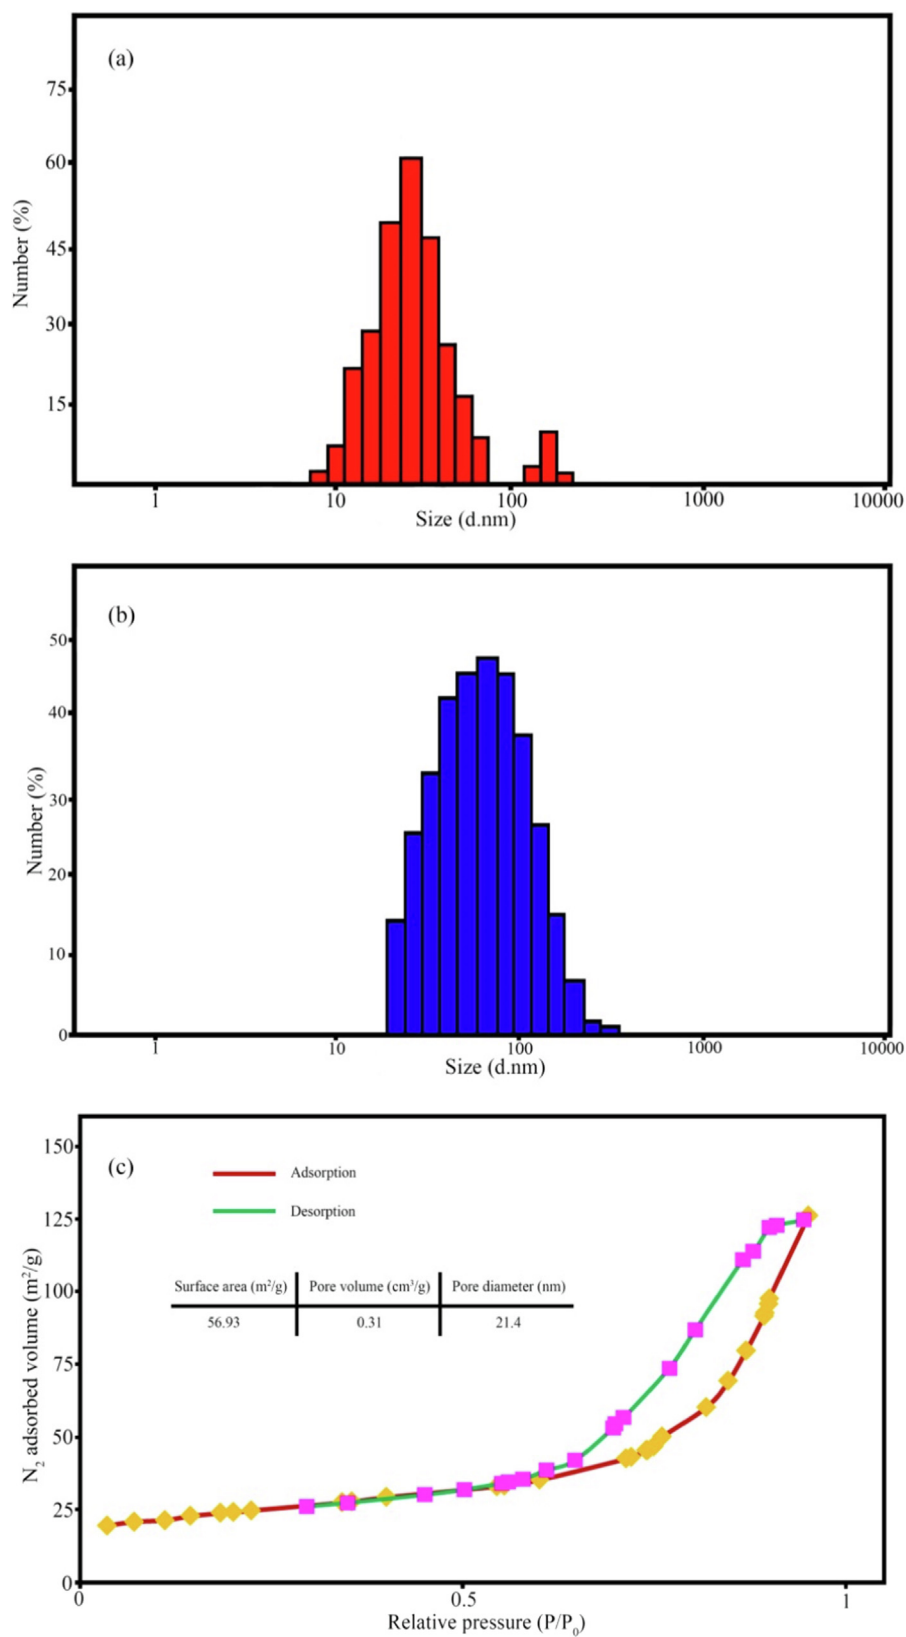 (a)
75
60
45
30
15
Number (%)
1 10 100 1000 10000
Size (d.nm)
(b)
50
40
30
20
10
0
Number (%)
1 10 100 1000 10000
Size (d.nm)
(c)
150
125
100
75
50
25
0
N₂ adsorbed volume (m²/g)
Adsorption
Desorption
Surface area (m²/g) Pore volume (cm³/g) Pore diameter (nm)
56.93 0.31 21.4
0 0.5 1
Relative pressure (P/P₀)